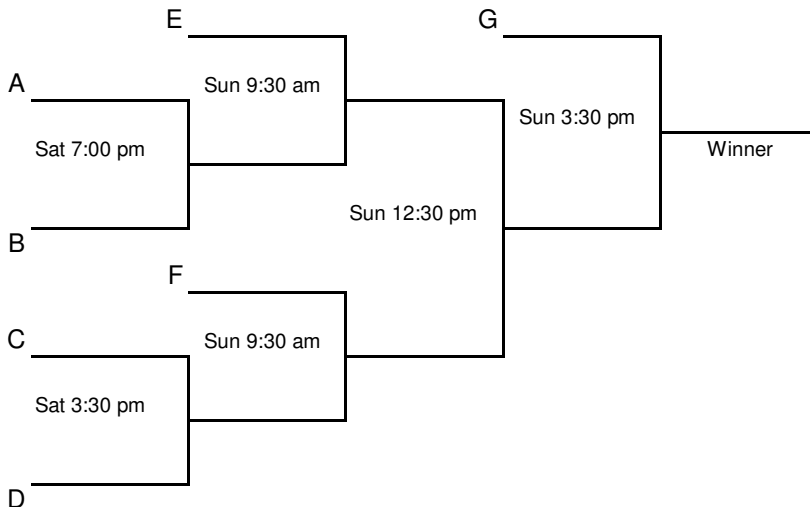 E
G
A
Sun 9:30 am
Sun 3:30 pm
Sat 7:00 pm
Winner
Sun 12:30 pm
B
F
C
Sun 9:30 am
Sat 3:30 pm
D